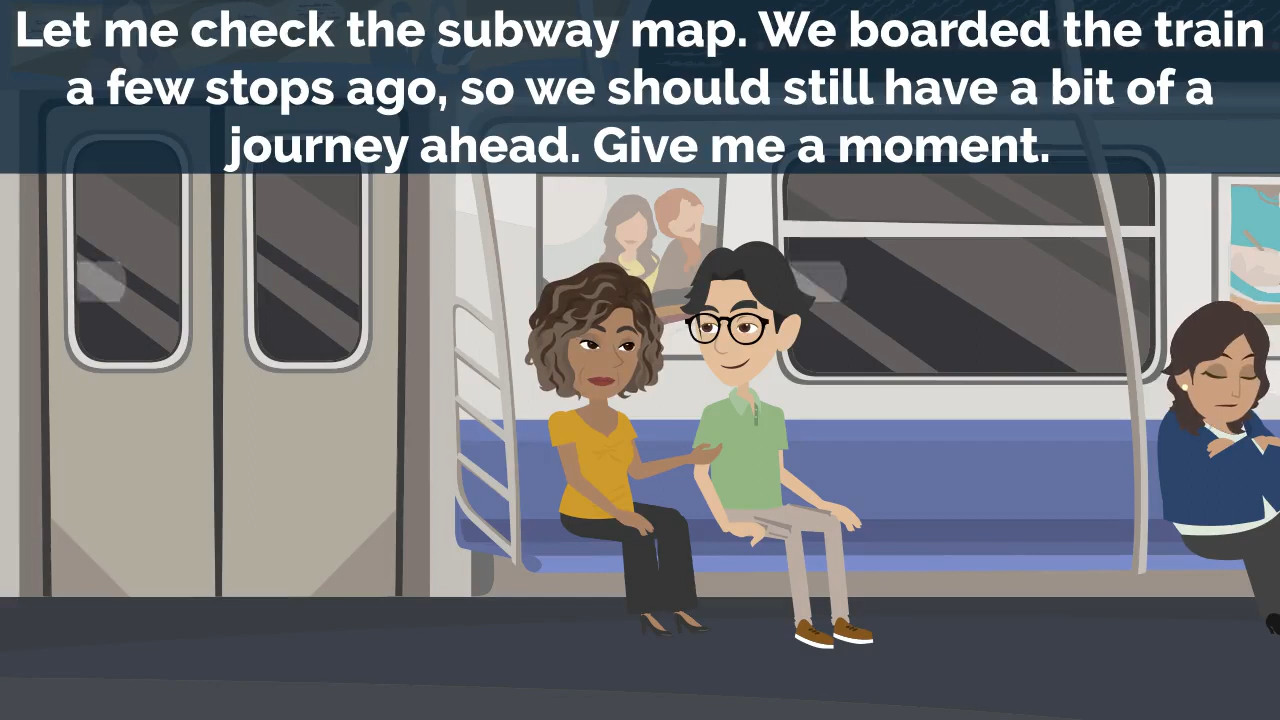 Let me check the subway map. We boarded the train
a few stops ago, so we should still have a bit of a
journey ahead. Give me a moment.